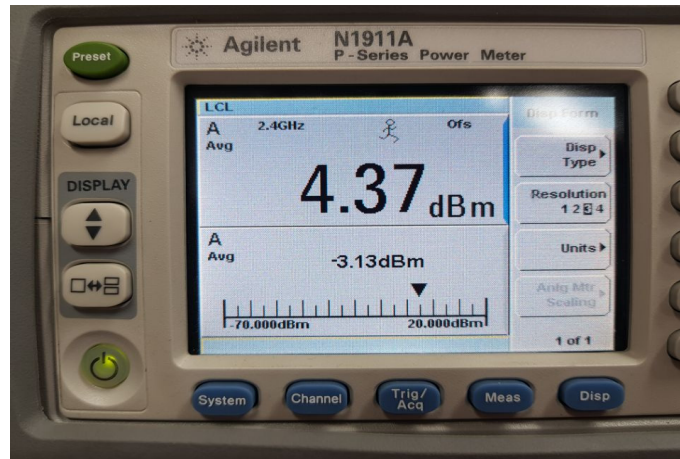 Agilent
N1911A
P-Series Power Meter
Preset
Local
DISPLAY
LCL
A
2.4GHz
Ofs
Avg
4.37 dBm
A
Avg
-3.13dBm
-70.000dBm
20.000dBm
Disp Form
Disp
Type
Resolution
1 2 3 4
Units
Anlg Mtr
Scaling
1 of 1
System
Channel
Trig/
Acq
Meas
Disp